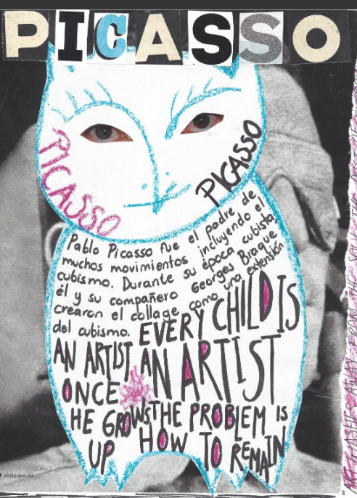 PICASSO
PICASSO
PICASSO
Pablo Picasso fue el padre de
muchos movimientos incluyendo el
cubismo. Durante su época cubista,
él y su compañero Georges Braque
crearon el collage como una extensión
del cubismo.
EVERY CHILD IS
AN ARTIST AN ARTIST
ONCE
HE GROWS THE PROBLEM IS
UP HOW TO REMAIN